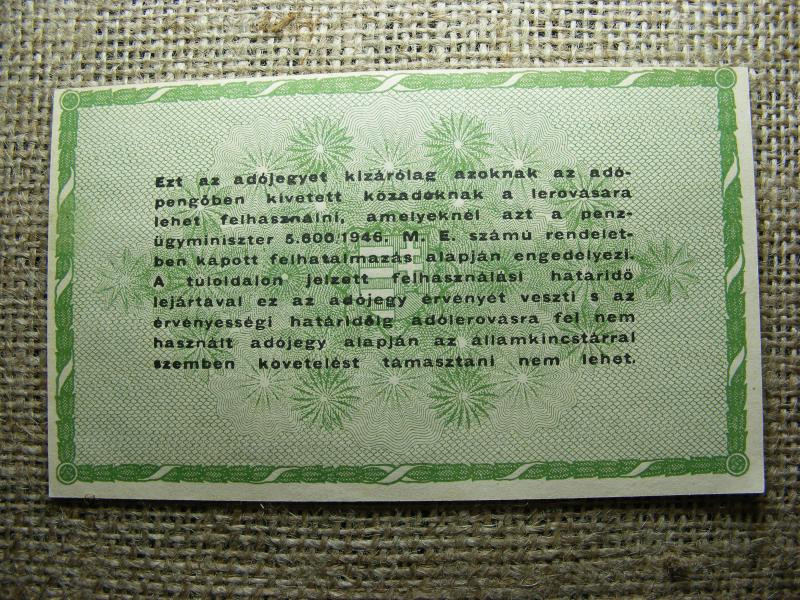 Ezt az adójegyet kizárólag azoknak az adó-
pengőben kivetett közadóknak a lerovására
lehet felhasználni, amelyeknél azt a pénz-
ügyminiszter 5.600/1946. M. E. számú rendelet-
ben kapott felhatalmazás alapján engedélyezi.
A túloldalon jelzett felhasználási határidő
lejártával ez az adójegy érvényét veszti s az
érvényességi határidőig adólerovásra fel nem
használt adójegy alapján az államkincstárral
szemben követelést támasztani nem lehet.